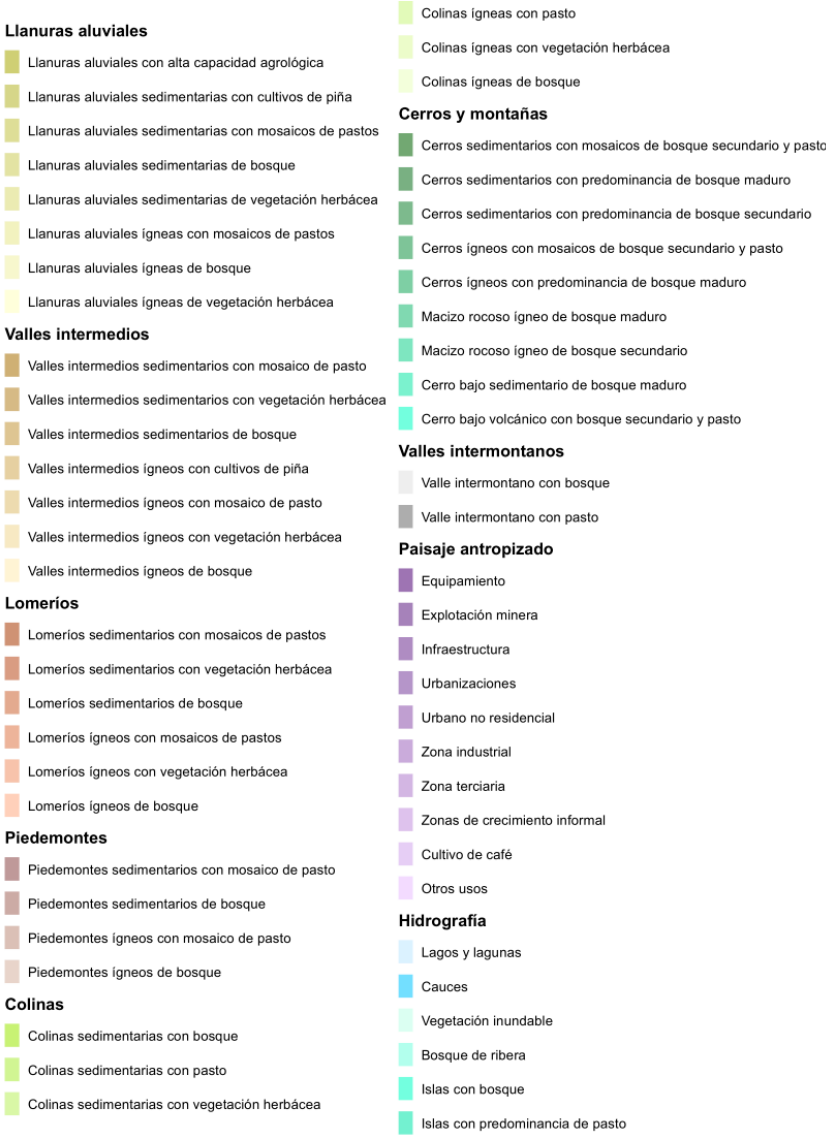 Llanuras aluviales
Llanuras aluviales con alta capacidad agrológica
Llanuras aluviales sedimentarias con cultivos de piña
Llanuras aluviales sedimentarias con mosaicos de pastos
Llanuras aluviales sedimentarias de bosque
Llanuras aluviales sedimentarias de vegetación herbácea
Llanuras aluviales ígneas con mosaicos de pastos
Llanuras aluviales ígneas de bosque
Llanuras aluviales ígneas de vegetación herbácea
Valles intermedios
Valles intermedios sedimentarios con mosaico de pasto
Valles intermedios sedimentarios con vegetación herbácea
Valles intermedios sedimentarios de bosque
Valles intermedios ígneos con cultivos de piña
Valles intermedios ígneos con mosaico de pasto
Valles intermedios ígneos con vegetación herbácea
Valles intermedios ígneos de bosque
Lomeríos
Lomeríos sedimentarios con mosaicos de pastos
Lomeríos sedimentarios con vegetación herbácea
Lomeríos sedimentarios de bosque
Lomeríos ígneos con mosaicos de pastos
Lomeríos ígneos con vegetación herbácea
Lomeríos ígneos de bosque
Piedemontes
Piedemontes sedimentarios con mosaico de pasto
Piedemontes sedimentarios de bosque
Piedemontes ígneos con mosaico de pasto
Piedemontes ígneos de bosque
Colinas
Colinas sedimentarias con bosque
Colinas sedimentarias con pasto
Colinas sedimentarias con vegetación herbácea
Colinas ígneas con pasto
Colinas ígneas con vegetación herbácea
Colinas ígneas de bosque
Cerros y montañas
Cerros sedimentarios con mosaicos de bosque secundario y pasto
Cerros sedimentarios con predominancia de bosque maduro
Cerros sedimentarios con predominancia de bosque secundario
Cerros ígneos con mosaicos de bosque secundario y pasto
Cerros ígneos con predominancia de bosque maduro
Macizo rocoso ígneo de bosque maduro
Macizo rocoso ígneo de bosque secundario
Cerro bajo sedimentario de bosque maduro
Cerro bajo volcánico con bosque secundario y pasto
Valles intermontanos
Valle intermontano con bosque
Valle intermontano con pasto
Paisaje antropizado
Equipamiento
Explotación minera
Infraestructura
Urbanizaciones
Urbano no residencial
Zona industrial
Zona terciaria
Zonas de crecimiento informal
Cultivo de café
Otros usos
Hidrografía
Lagos y lagunas
Cauces
Vegetación inundable
Bosque de ribera
Islas con bosque
Islas con predominancia de pasto